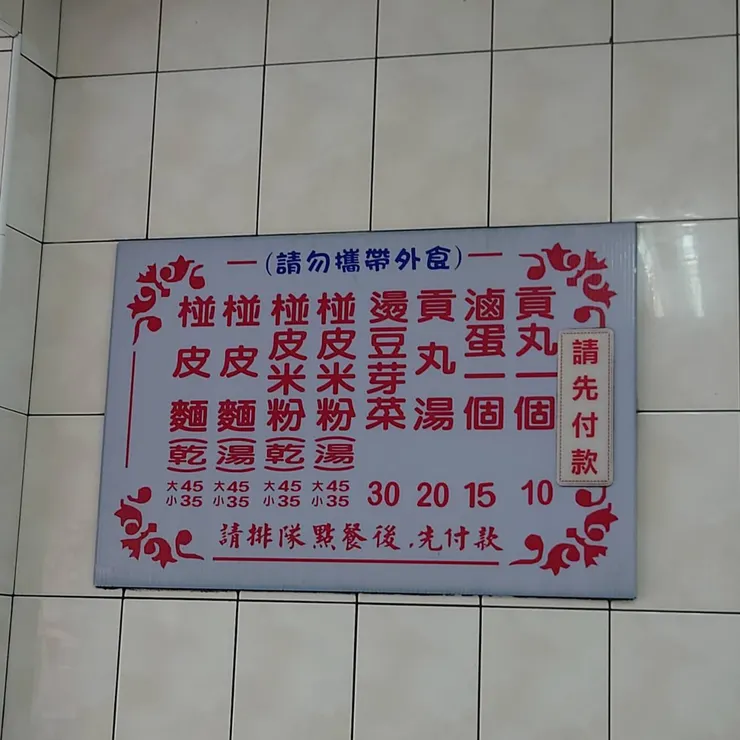 (請勿攜帶外食)
椪皮麵(乾) 大45 小35
椪皮麵(湯) 大45 小35
椪皮米粉(乾) 大45 小35
椪皮米粉(湯) 大45 小35
燙豆芽菜 30
貢丸湯 20
滷蛋一個 15
貢丸一個 10
請先付款
請排隊點餐後,先付款